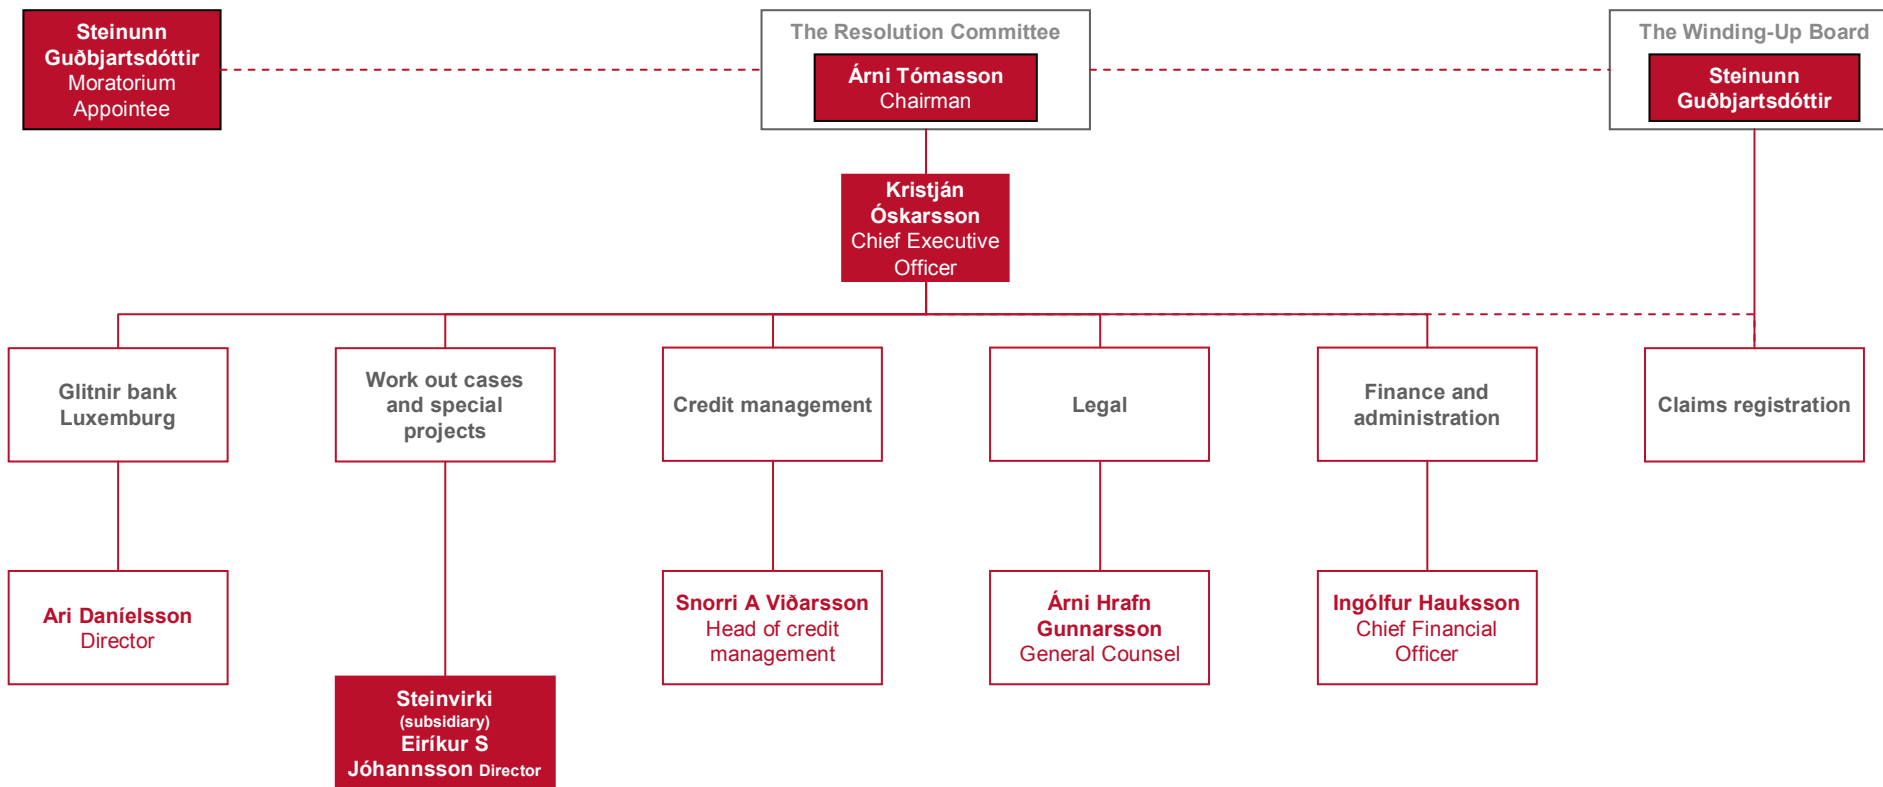 Steinunn
Guðbjartsdóttir
Moratorium
Appointee
The Resolution Committee
Árni Tómasson
Chairman
The Winding-Up Board
Steinunn
Guðbjartsdóttir
Kristján
Óskarsson
Chief Executive
Officer
Glitnir bank
Luxemburg
Work out cases
and special
projects
Credit management
Legal
Finance and
administration
Claims registration
Ari Daníelsson
Director
Snorri A Viðarsson
Head of credit
management
Árni Hrafn
Gunnarsson
General Counsel
Ingólfur Hauksson
Chief Financial
Officer
Steinvirki
(subsidiary)
Eiríkur S
Jóhannsson Director